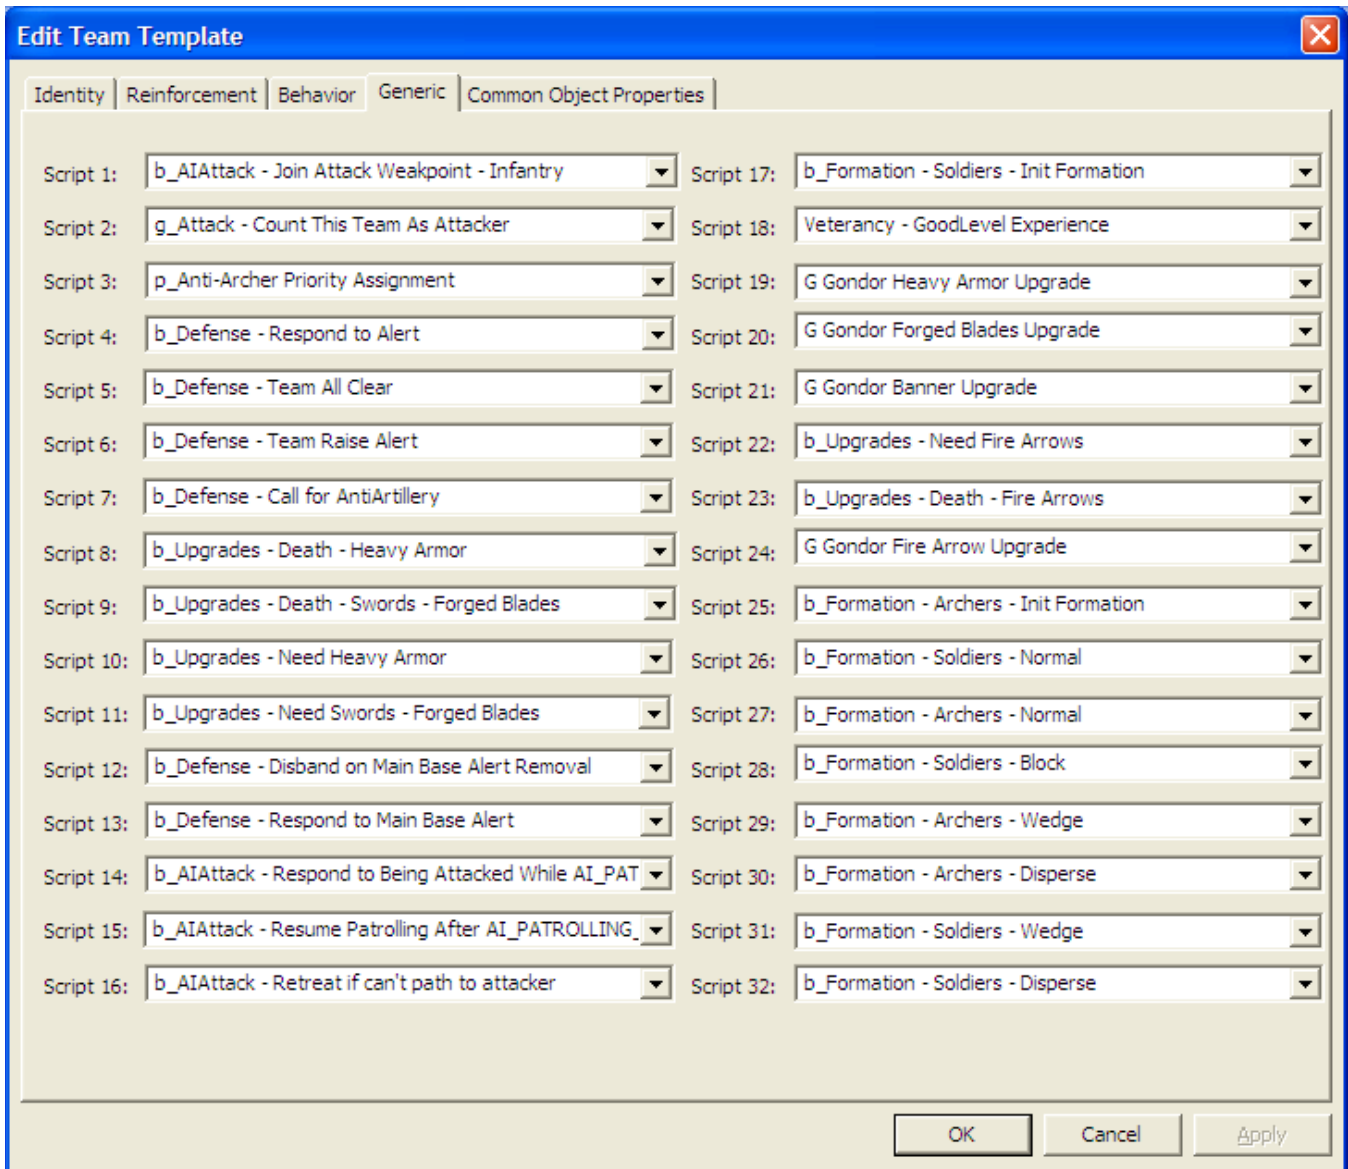 Edit Team Template
Identity Reinforcement Behavior Generic Common Object Properties
Script 1: b_AIAttack - Join Attack Weakpoint - Infantry
Script 2: g_Attack - Count This Team As Attacker
Script 3: p_Anti-Archer Priority Assignment
Script 4: b_Defense - Respond to Alert
Script 5: b_Defense - Team All Clear
Script 6: b_Defense - Team Raise Alert
Script 7: b_Defense - Call for AntiArtillery
Script 8: b_Upgrades - Death - Heavy Armor
Script 9: b_Upgrades - Death - Swords - Forged Blades
Script 10: b_Upgrades - Need Heavy Armor
Script 11: b_Upgrades - Need Swords - Forged Blades
Script 12: b_Defense - Disband on Main Base Alert Removal
Script 13: b_Defense - Respond to Main Base Alert
Script 14: b_AIAttack - Respond to Being Attacked While AI_PAT
Script 15: b_AIAttack - Resume Patrolling After AI_PATROLLING_
Script 16: b_AIAttack - Retreat if can't path to attacker
Script 17: b_Formation - Soldiers - Init Formation
Script 18: Veterancy - GoodLevel Experience
Script 19: G Gondor Heavy Armor Upgrade
Script 20: G Gondor Forged Blades Upgrade
Script 21: G Gondor Banner Upgrade
Script 22: b_Upgrades - Need Fire Arrows
Script 23: b_Upgrades - Death - Fire Arrows
Script 24: G Gondor Fire Arrow Upgrade
Script 25: b_Formation - Archers - Init Formation
Script 26: b_Formation - Soldiers - Normal
Script 27: b_Formation - Archers - Normal
Script 28: b_Formation - Soldiers - Block
Script 29: b_Formation - Archers - Wedge
Script 30: b_Formation - Archers - Disperse
Script 31: b_Formation - Soldiers - Wedge
Script 32: b_Formation - Soldiers - Disperse
OK Cancel Apply